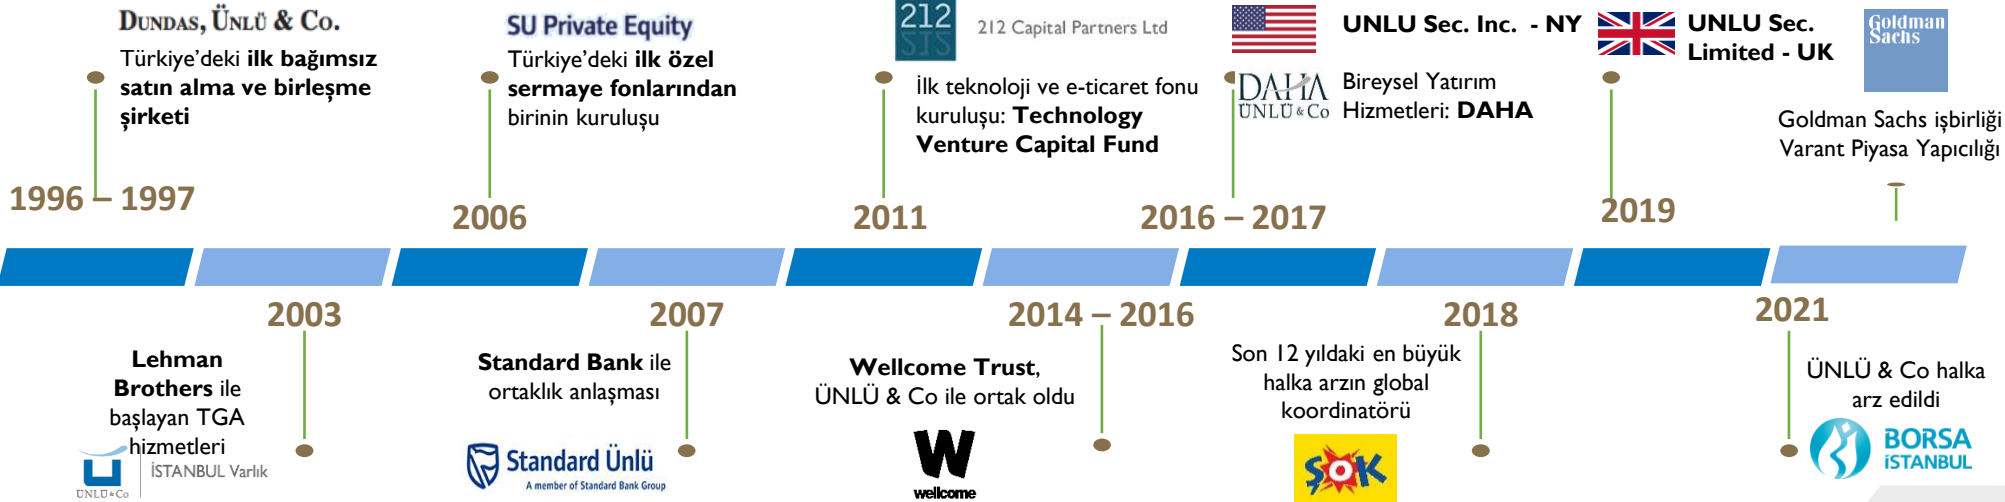 DUNDAS, ÜNLÜ & CO.
Türkiye'deki ilk bağımsız
satın alma ve birleşme
şirketi
1996 – 1997
SU Private Equity
Türkiye'deki ilk özel
sermaye fonlarından
birinin kuruluşu
2006
212
212 Capital Partners Ltd
İlk teknoloji ve e-ticaret fonu
kuruluşu: Technology
Venture Capital Fund
2011
UNLU Sec. Inc. - NY
DAHA
ÜNLÜ & Co
Bireysel Yatırım
Hizmetleri: DAHA
2016 – 2017
UNLU Sec.
Limited - UK
2019
Goldman
Sachs
Goldman Sachs işbirliği
Varant Piyasa Yapıcılığı
2003
Lehman
Brothers ile
başlayan TGA
hizmetleri
ÜNLÜ & Co
İSTANBUL Varlık
2007
Standard Bank ile
ortaklık anlaşması
Standard Ünlü
A member of Standard Bank Group
2014 – 2016
Wellcome Trust,
ÜNLÜ & Co ile ortak oldu
W
wellcome
2018
Son 12 yıldaki en büyük
halka arzın global
koordinatörü
ŞOK
2021
ÜNLÜ & Co halka
arz edildi
BORSA
İSTANBUL